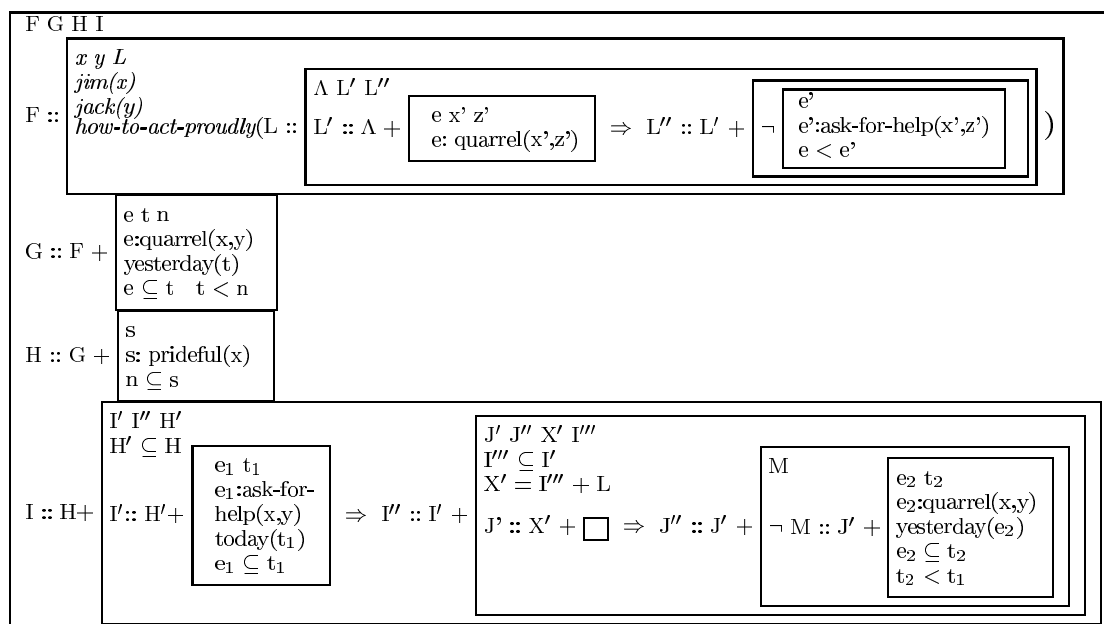 F G H I
x y L
jim(x)
jack(y)
F :: how-to-act-proudly(L :: Λ L′ L″
L′ :: Λ + e x' z'
e: quarrel(x',z') ⇒ L″ :: L′ + ¬ e'
e':ask-for-help(x',z')
e < e' )
e t n
e:quarrel(x,y)
G :: F + yesterday(t)
e ⊆ t t < n
s
H :: G + s: prideful(x)
n ⊆ s
I′ I″ H′
H′ ⊆ H
I :: H+ I′:: H′+ e₁ t₁
e₁:ask-for-
help(x,y)
today(t₁)
e₁ ⊆ t₁
⇒ I″ :: I′ +
J′ J″ X′ I‴
I‴ ⊆ I′
X′ = I‴ + L
J' :: X′ + □ ⇒ J″ :: J′ +
M
¬ M :: J′ +
e₂ t₂
e₂:quarrel(x,y)
yesterday(e₂)
e₂ ⊆ t₂
t₂ < t₁